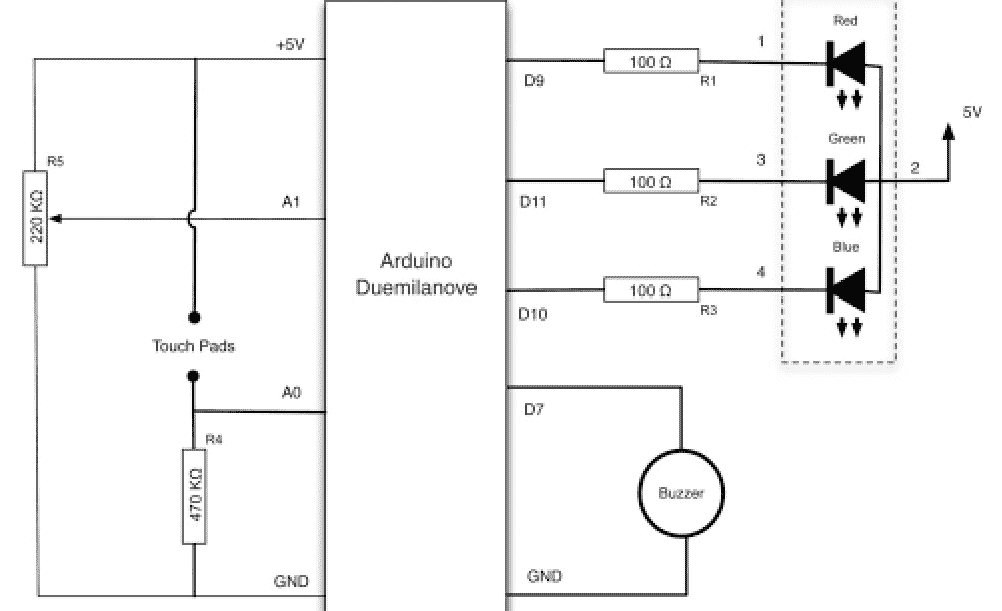 Red
+5V
1
100 Ω
D9
R1
5V
Green
R5
3
2
100 Ω
220 KΩ
A1
D11
R2
Blue
Arduino
Duemilanove
4
100 Ω
D10
R3
Touch Pads
A0
D7
R4
470 KΩ
Buzzer
GND
GND